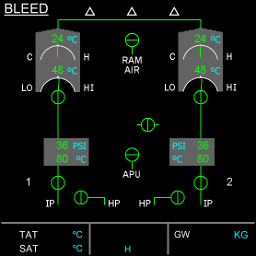 BLEED
24 °C 24 °C
C H RAM C H
AIR
48 °C 48 °C
LO HI LO HI
36 PSI 36 PSI
80 °C 80 °C
APU
1 2
IP HP HP IP
TAT °C GW KG
SAT °C H